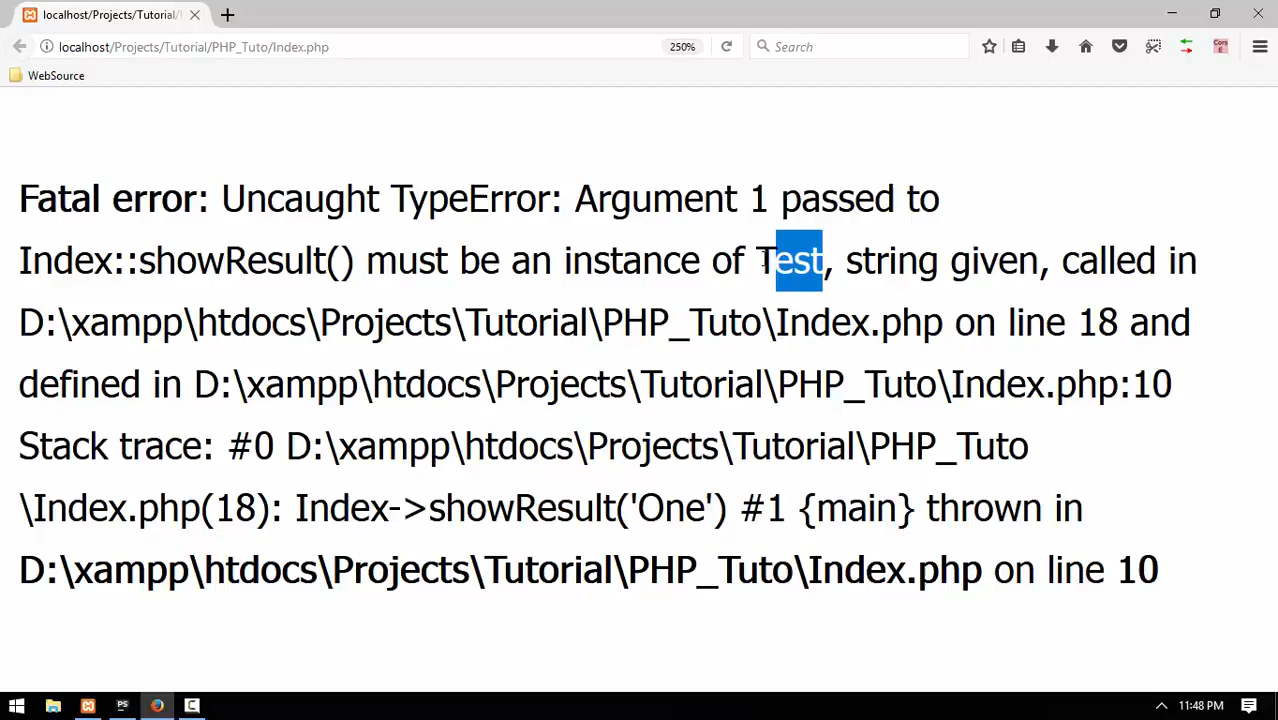 localhost/Projects/Tutorial/
localhost/Projects/Tutorial/PHP_Tuto/Index.php
250%
Search
WebSource
Fatal error: Uncaught TypeError: Argument 1 passed to
Index::showResult() must be an instance of Test, string given, called in
D:\xampp\htdocs\Projects\Tutorial\PHP_Tuto\Index.php on line 18 and
defined in D:\xampp\htdocs\Projects\Tutorial\PHP_Tuto\Index.php:10
Stack trace: #0 D:\xampp\htdocs\Projects\Tutorial\PHP_Tuto
\Index.php(18): Index->showResult('One') #1 {main} thrown in
D:\xampp\htdocs\Projects\Tutorial\PHP_Tuto\Index.php on line 10
11:48 PM